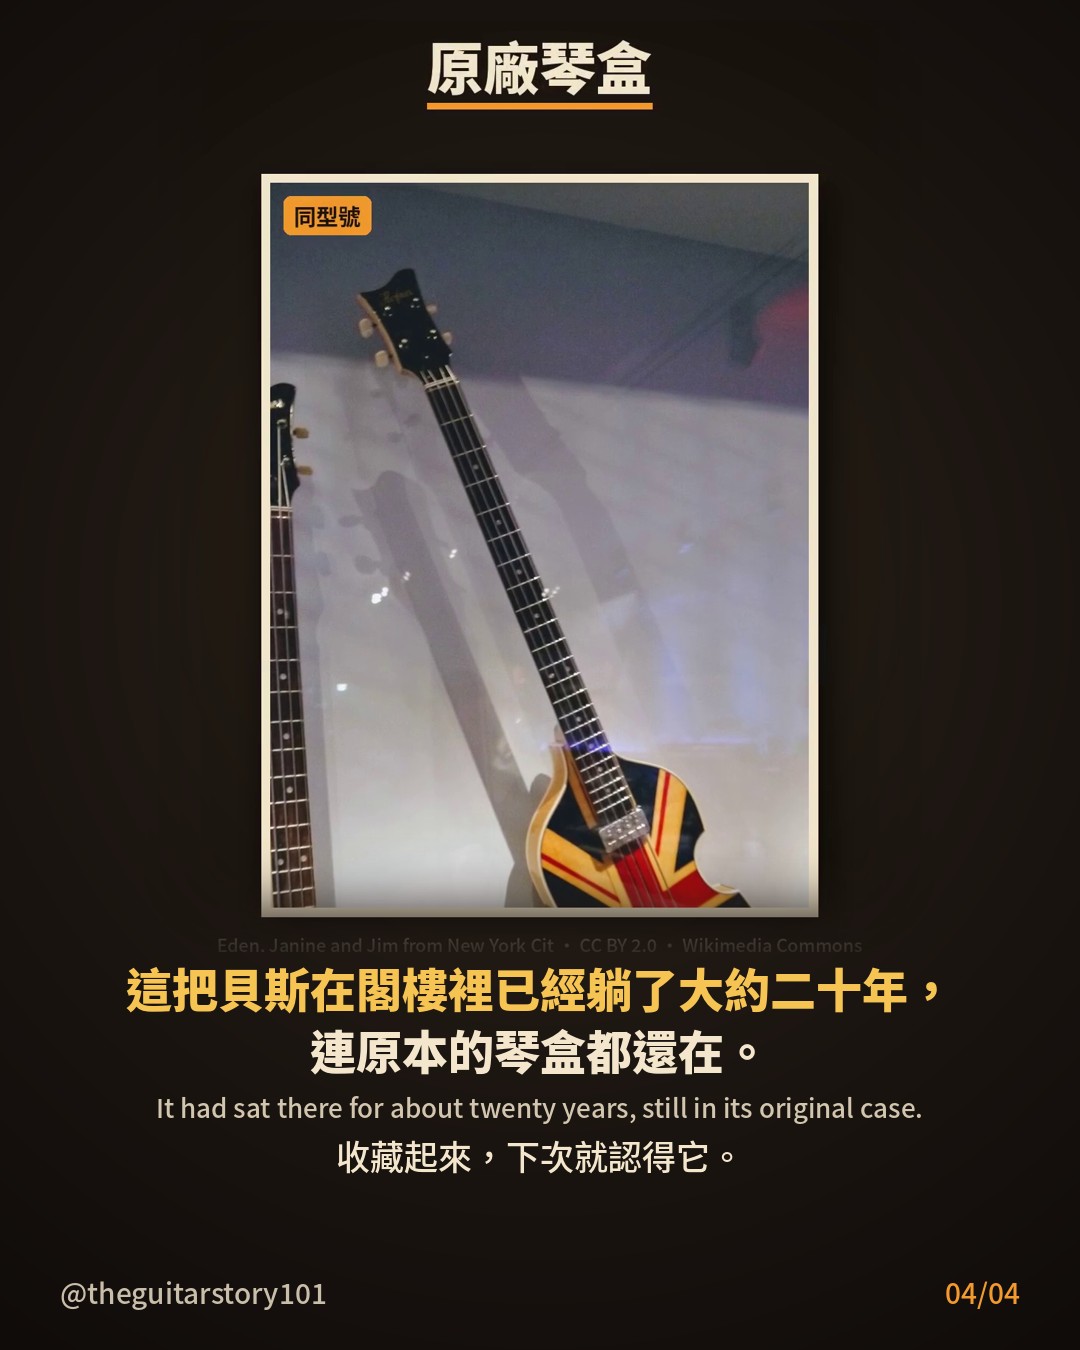 原廠琴盒
同型號
Eden, Janine and Jim from New York Cit • CC BY 2.0 • Wikimedia Commons
這把貝斯在閣樓裡已經躺了大約二十年，
連原本的琴盒都還在。
It had sat there for about twenty years, still in its original case.
收藏起來，下次就認得它。
@theguitarstory101
04/04